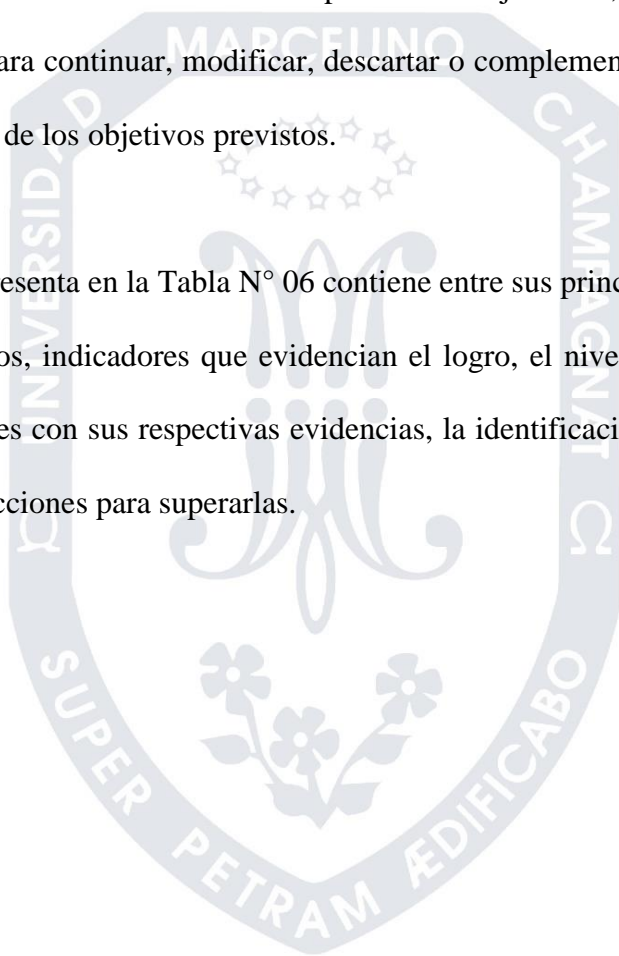 MARCELINO
UNIVERSIDAD
CHAMPAGNAT
ara continuar, modificar, descartar o complemen
de los objetivos previstos.
esenta en la Tabla N° 06 contiene entre sus princ
os, indicadores que evidencian el logro, el nive
es con sus respectivas evidencias, la identificaci
cciones para superarlas.
Ω Ω
SUPER PETRAM ÆDIFICABO